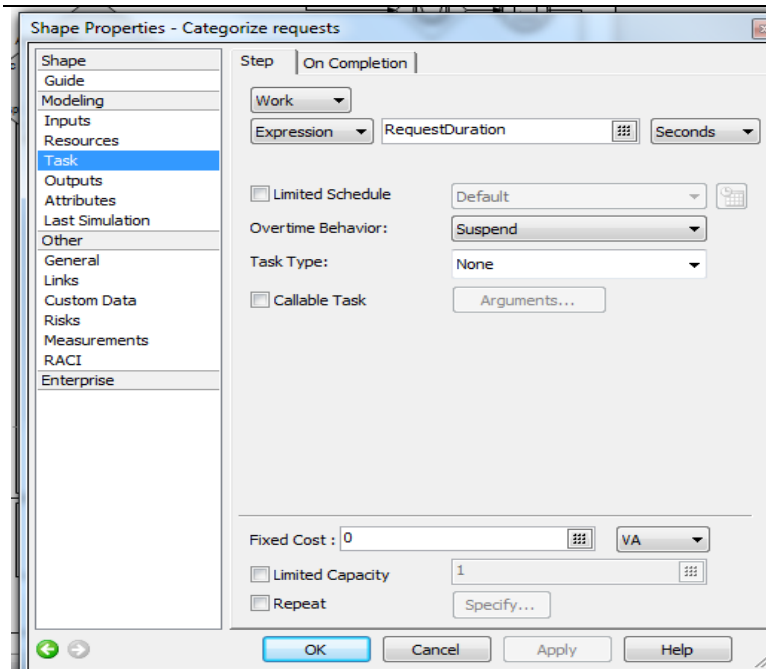 Shape Properties - Categorize requests
Shape
Guide
Modeling
Inputs
Resources
Task
Outputs
Attributes
Last Simulation
Other
General
Links
Custom Data
Risks
Measurements
RACI
Enterprise
Step On Completion
Work
Expression RequestDuration Seconds
Limited Schedule Default
Overtime Behavior: Suspend
Task Type: None
Callable Task Arguments...
Fixed Cost : 0 VA
Limited Capacity 1
Repeat Specify...
OK Cancel Apply Help